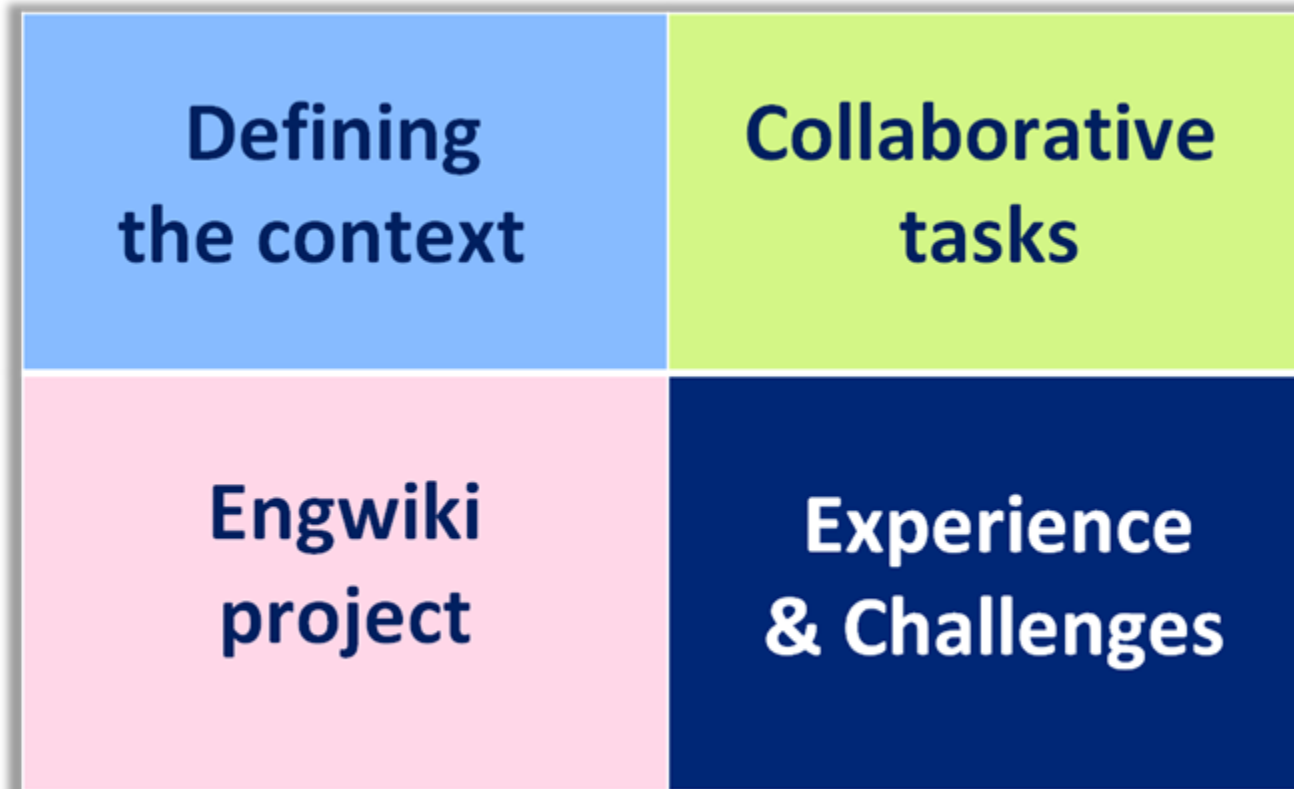 Defining
the context
Collaborative
tasks
Engwiki
project
Experience
& Challenges